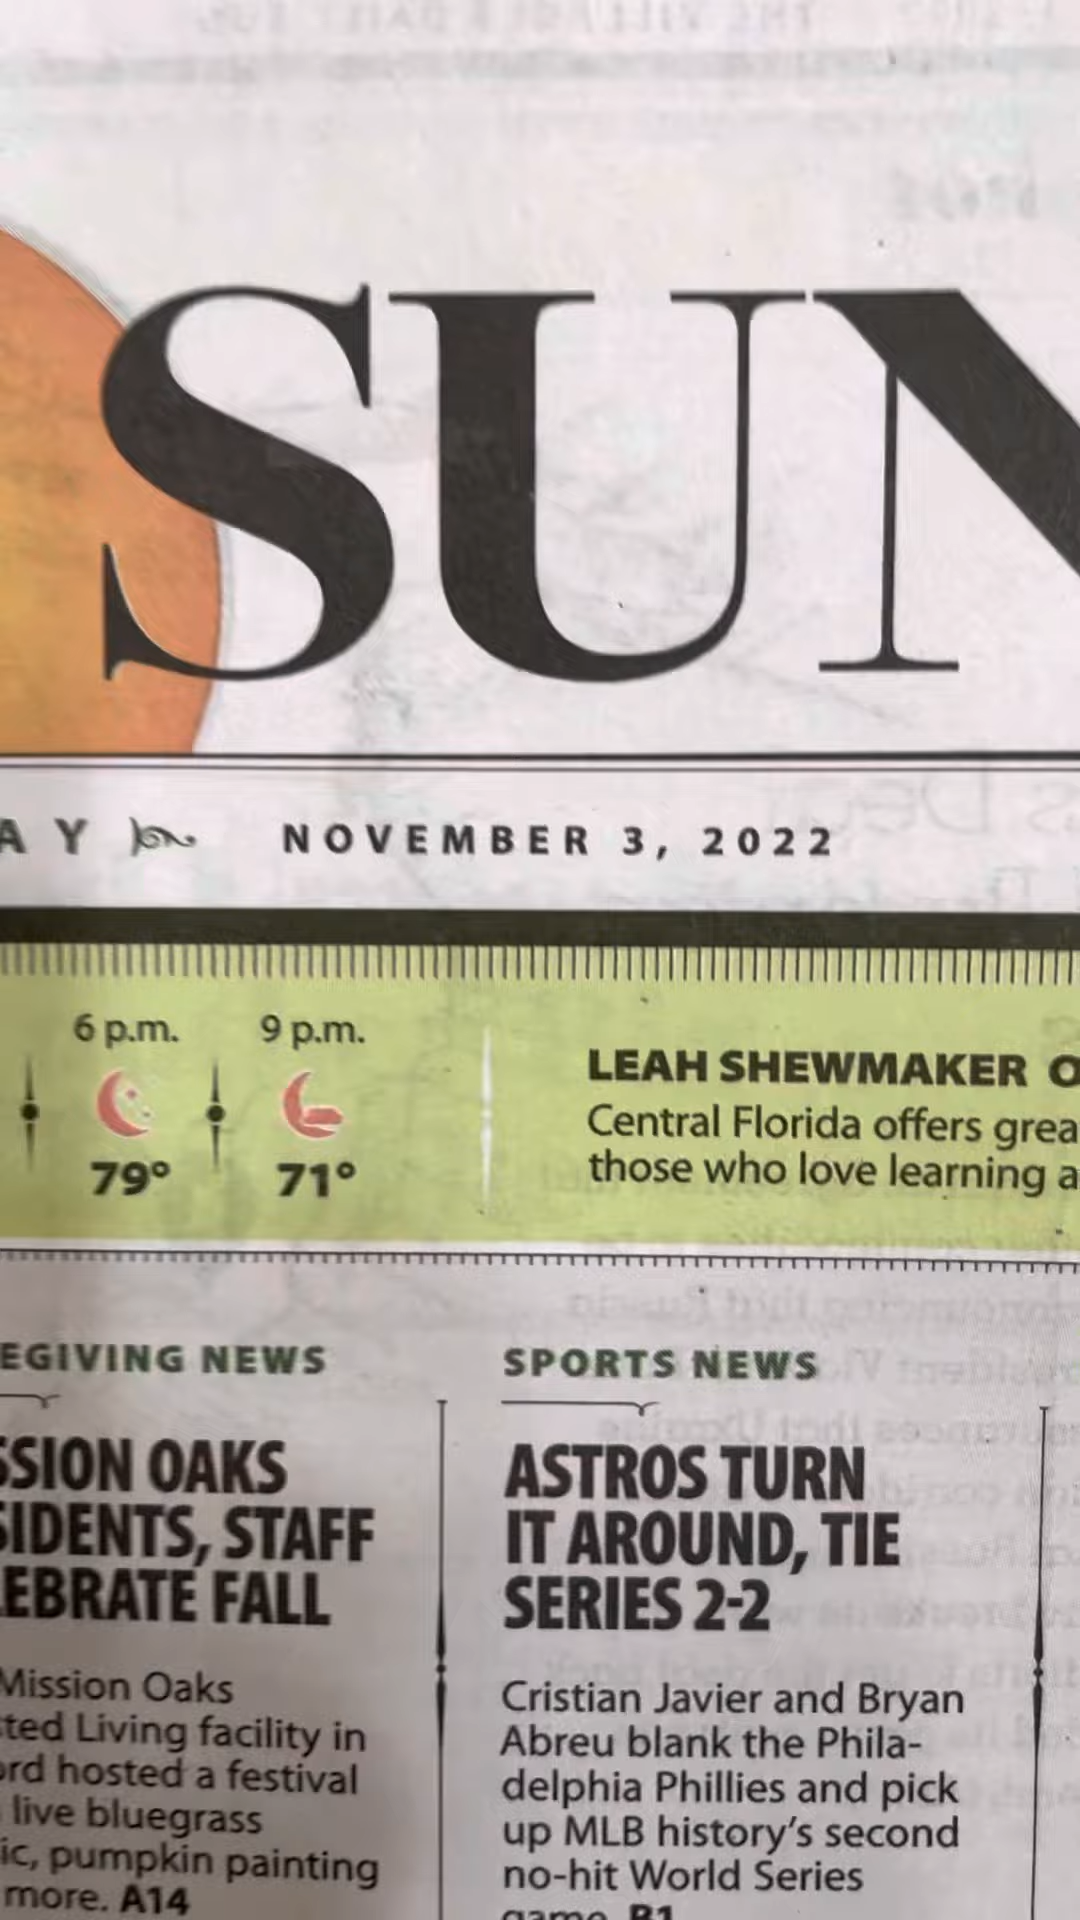 SUN
AY NOVEMBER 3, 2022
6 p.m. 9 p.m.
79° 71°
LEAH SHEWMAKER O
Central Florida offers grea
those who love learning a
EGIVING NEWS
SSION OAKS
SIDENTS, STAFF
EBRATE FALL
Mission Oaks
ted Living facility in
ord hosted a festival
live bluegrass
ic, pumpkin painting
more. A14
SPORTS NEWS
ASTROS TURN
IT AROUND, TIE
SERIES 2-2
Cristian Javier and Bryan
Abreu blank the Phila-
delphia Phillies and pick
up MLB history's second
no-hit World Series
game. B1